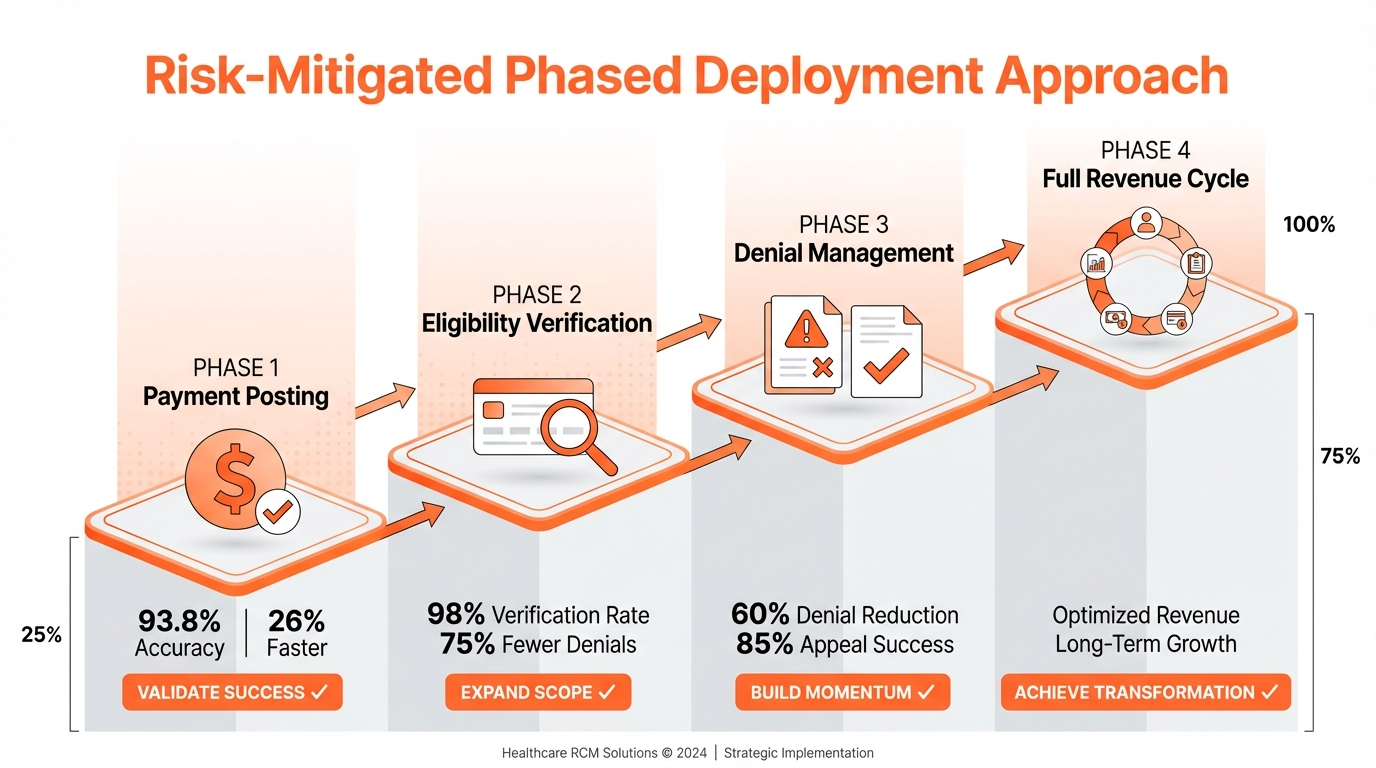 Risk-Mitigated Phased Deployment Approach
PHASE 1
Payment Posting
PHASE 2
Eligibility Verification
PHASE 3
Denial Management
PHASE 4
Full Revenue Cycle
100%
75%
25%
93.8%
Accuracy
26%
Faster
VALIDATE SUCCESS ✓
98% Verification Rate
75% Fewer Denials
EXPAND SCOPE ✓
60% Denial Reduction
85% Appeal Success
BUILD MOMENTUM ✓
Optimized Revenue
Long-Term Growth
ACHIEVE TRANSFORMATION ✓
Healthcare RCM Solutions © 2024 | Strategic Implementation